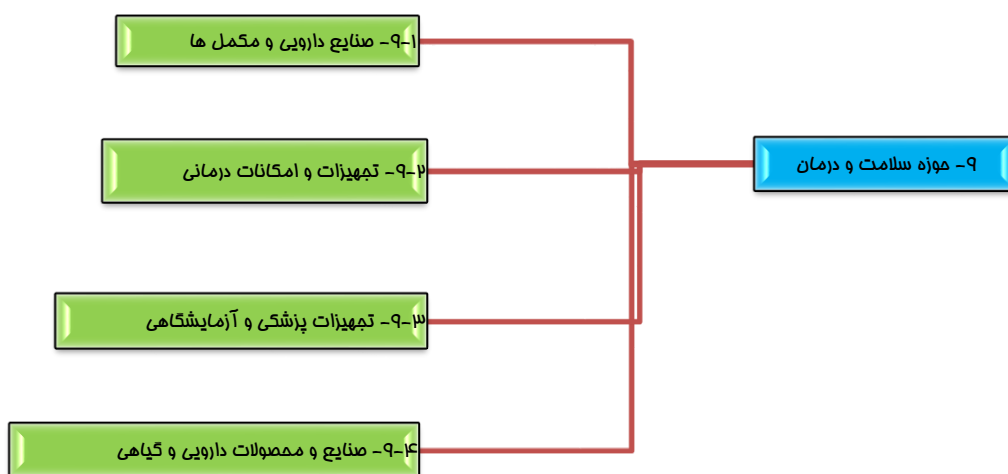 ۹- حوزه سلامت و درمان
۹-۱- صنایع دارویی و مکمل ها
۹-۲- تجهیزات و امکانات درمانی
۹-۳- تجهیزات پزشکی و آزمایشگاهی
۹-۴- صنایع و محصولات دارویی و گیاهی